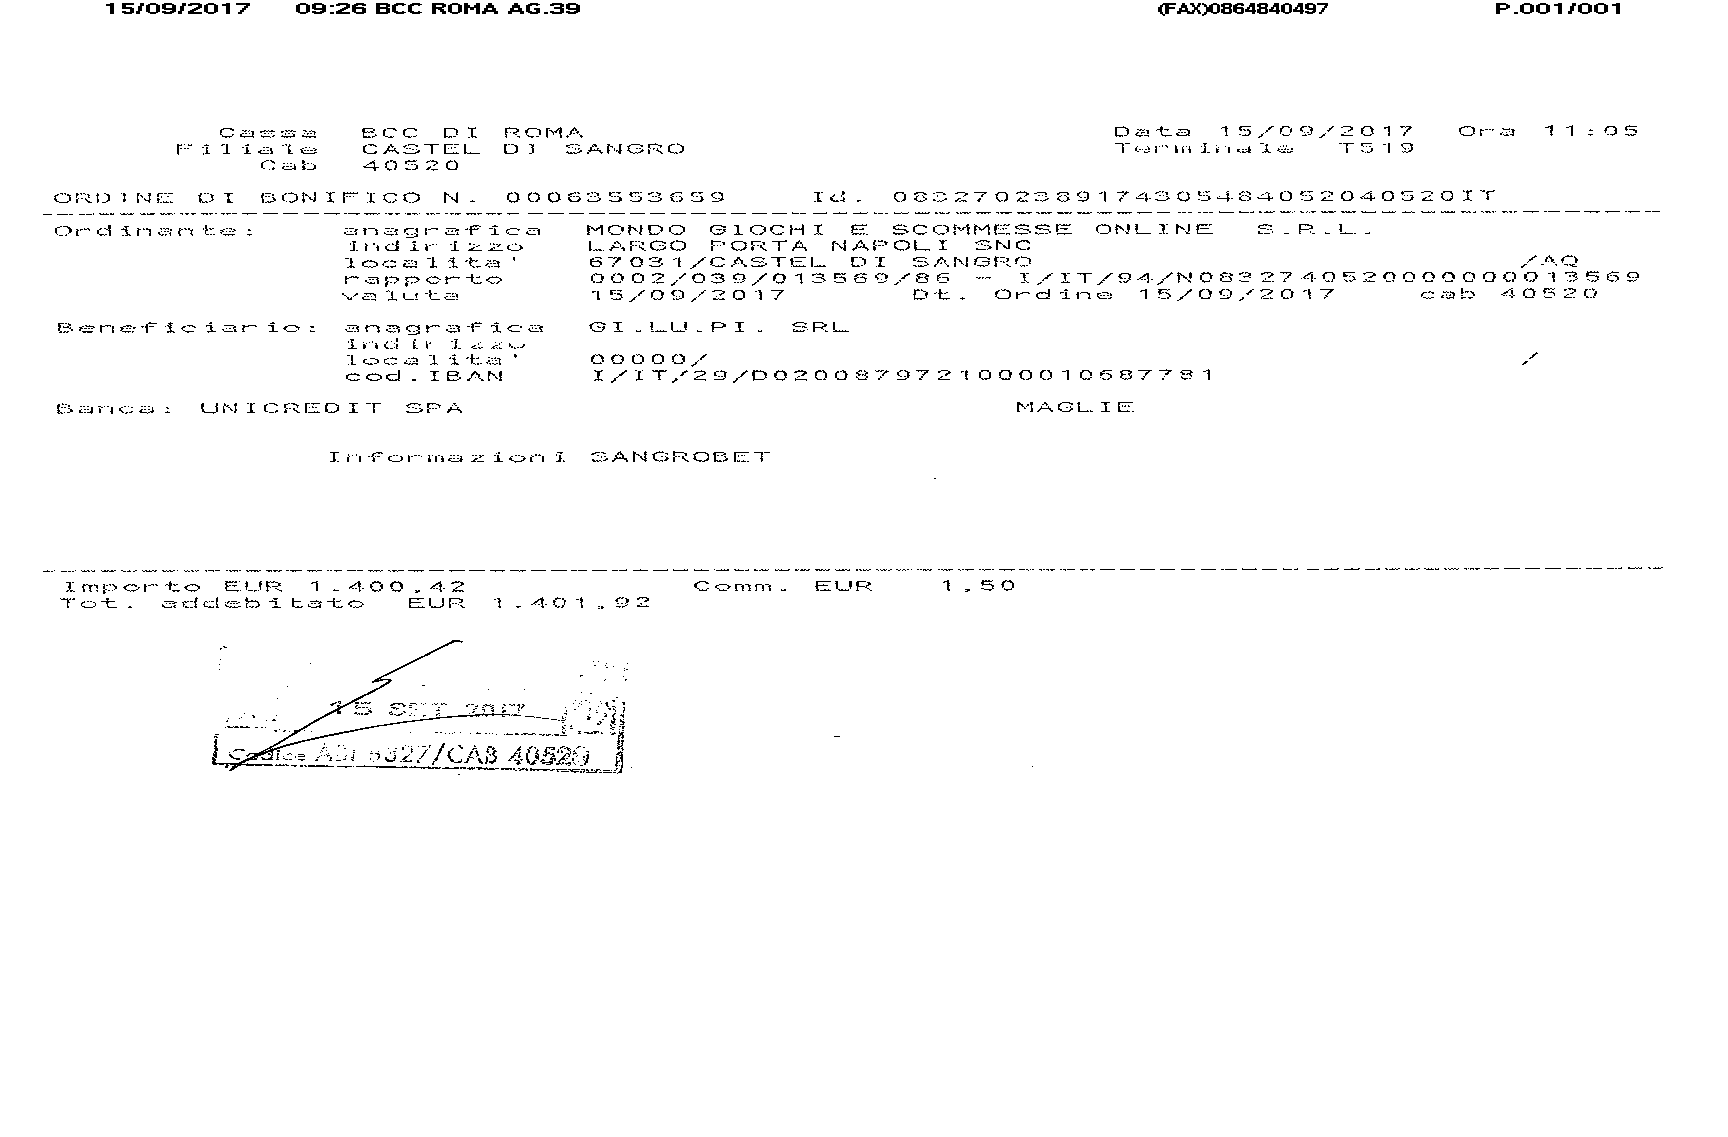 15/09/2017 09:26 BCC ROMA AG.39 (FAX)0864840497 P.001/001
Cassa BCC DI ROMA Data 15/09/2017 Ora 11:05
Filiale CASTEL DI SANGRO Terminale T519
Cab 40520
ORDINE DI BONIFICO N. 00063553659 Id. 0832702389174305484052040520IT
Ordinante: anagrafica MONDO GIOCHI E SCOMMESSE ONLINE S.R.L.
indirizzo LARGO PORTA NAPOLI SNC
localita' 67031/CASTEL DI SANGRO /AQ
rapporto 0002/039/013569/86 - I/IT/94/N0832740520000000013569
valuta 15/09/2017 Dt. Ordine 15/09/2017 cab 40520
Beneficiario: anagrafica GI.LU.PI. SRL
indirizzo
localita' 00000/ /
cod.IBAN I/IT/29/D0200879721000010687781
Banca: UNICREDIT SPA MAGLIE
Informazioni SANGROBET
Importo EUR 1.400,42 Comm. EUR 1,50
Tot. addebitato EUR 1.401,92
15 SET 2017
Codice ABI 8327/CAB 40520